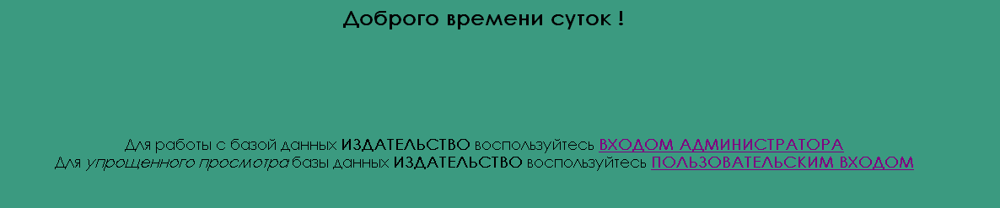 Доброго времени суток !
Для работы с базой данных ИЗДАТЕЛЬСТВО воспользуйтесь ВХОДОМ АДМИНИСТРАТОРА
Для упрощенного просмотра базы данных ИЗДАТЕЛЬСТВО воспользуйтесь ПОЛЬЗОВАТЕЛЬСКИМ ВХОДОМ